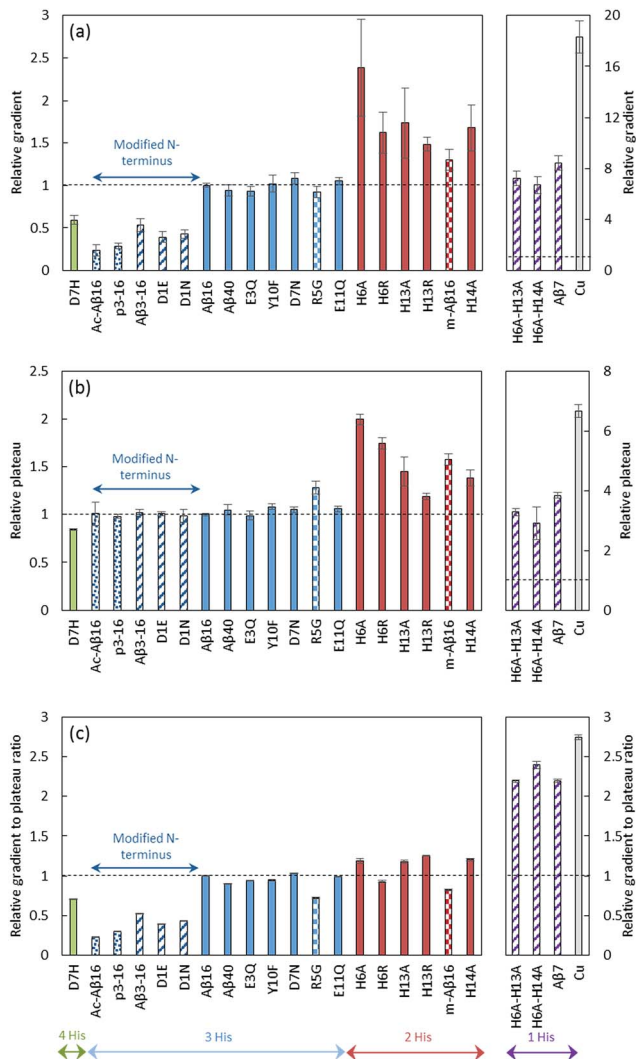 (a)
Relative gradient
3
2.5
2
1.5
1
0.5
0
Modified N-
terminus
D7H
Ac-Aβ16
p3-16
Aβ3-16
D1E
D1N
Aβ16
Aβ40
E3Q
Y10F
D7N
R5G
E11Q
H6A
H6R
H13A
H13R
m-Aβ16
H14A
20
16
12
8
4
0
Relative gradient
H6A-H13A
H6A-H14A
Aβ7
Cu
(b)
Relative plateau
2.5
2
1.5
1
0.5
0
Modified N-
terminus
D7H
Ac-Aβ16
p3-16
Aβ3-16
D1E
D1N
Aβ16
Aβ40
E3Q
Y10F
D7N
R5G
E11Q
H6A
H6R
H13A
H13R
m-Aβ16
H14A
8
6
4
2
0
Relative plateau
H6A-H13A
H6A-H14A
Aβ7
Cu
(c)
Relative gradient to plateau ratio
3
2.5
2
1.5
1
0.5
0
Modified N-
terminus
D7H
Ac-Aβ16
p3-16
Aβ3-16
D1E
D1N
Aβ16
Aβ40
E3Q
Y10F
D7N
R5G
E11Q
H6A
H6R
H13A
H13R
m-Aβ16
H14A
3
2.5
2
1.5
1
0.5
0
Relative gradient to plateau ratio
H6A-H13A
H6A-H14A
Aβ7
Cu
4 His
3 His
2 His
1 His